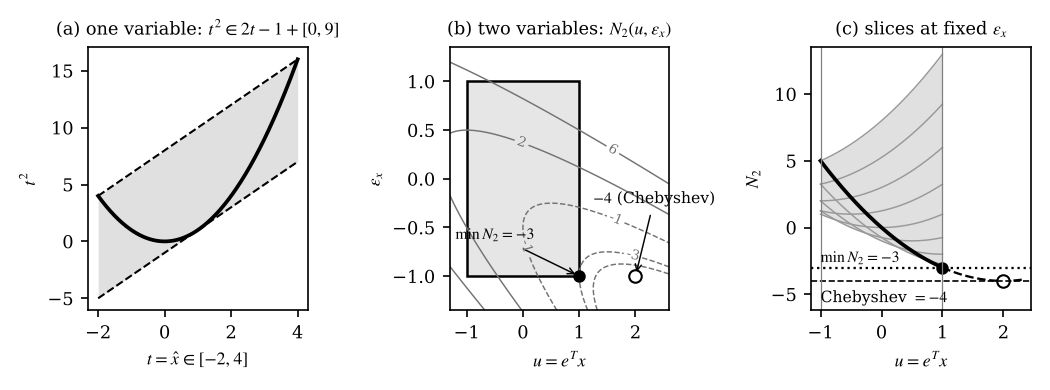 (a) one variable: t² ∈ 2t − 1 + [0, 9]
15
10
5
0
−5
t²
−2
0
2
4
t = x̂ ∈ [−2, 4]
(b) two variables: N₂(u, εₓ)
1.0
0.5
0.0
−0.5
−1.0
εₓ
6
2
−4 (Chebyshev)
−1
min N₂ = −3
−3
−1
0
1
2
u = eᵀx
(c) slices at fixed εₓ
10
5
0
−5
N₂
min N₂ = −3
Chebyshev = −4
−1
0
1
2
u = eᵀx